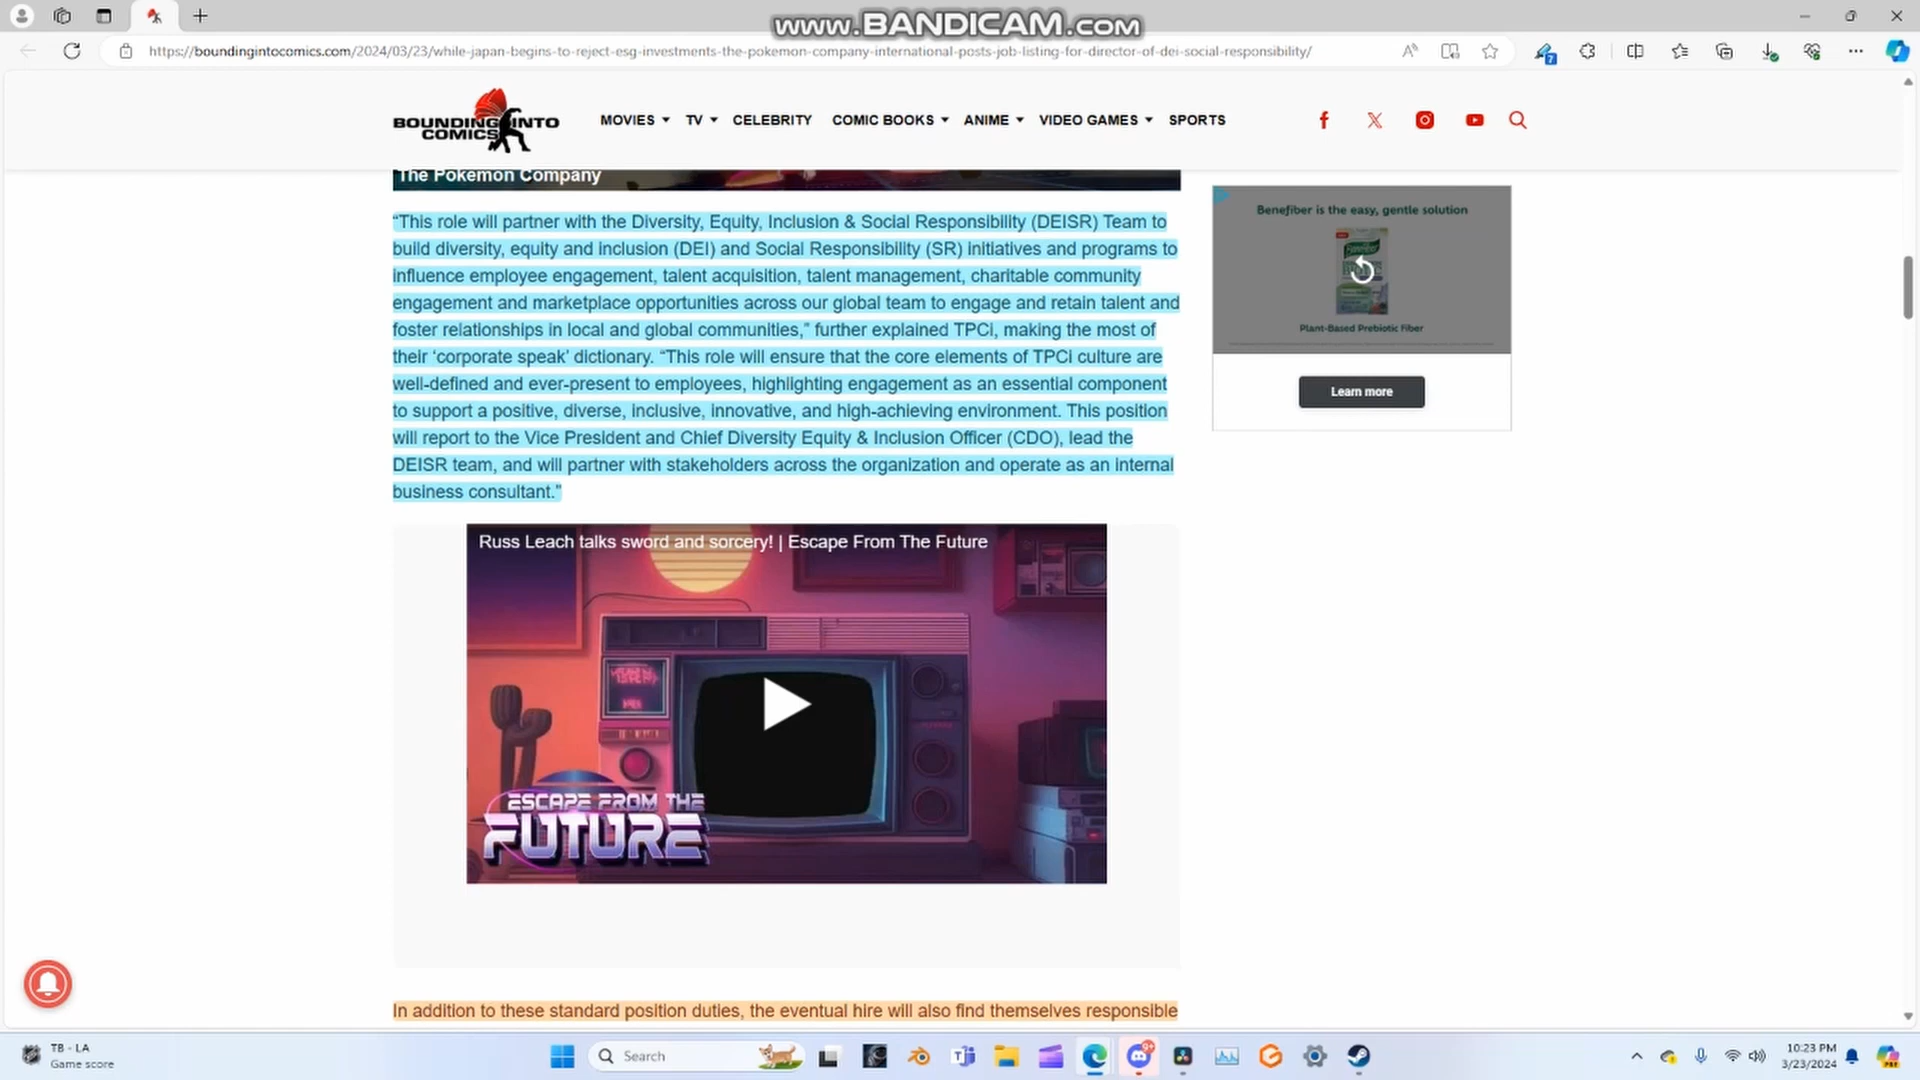 www.BANDICAM.com
https://boundingintocomics.com/2024/03/23/while-japan-begins-to-reject-esg-investments-the-pokemon-company-international-posts-job-listing-for-director-of-dei-social-responsibility/
7
BOUNDING INTO COMICS
MOVIES TV CELEBRITY COMIC BOOKS ANIME VIDEO GAMES SPORTS
The Pokemon Company
“This role will partner with the Diversity, Equity, Inclusion & Social Responsibility (DEISR) Team to
build diversity, equity and inclusion (DEI) and Social Responsibility (SR) initiatives and programs to
influence employee engagement, talent acquisition, talent management, charitable community
engagement and marketplace opportunities across our global team to engage and retain talent and
foster relationships in local and global communities,” further explained TPCi, making the most of
their ‘corporate speak’ dictionary. “This role will ensure that the core elements of TPCi culture are
well-defined and ever-present to employees, highlighting engagement as an essential component
to support a positive, diverse, inclusive, innovative, and high-achieving environment. This position
will report to the Vice President and Chief Diversity Equity & Inclusion Officer (CDO), lead the
DEISR team, and will partner with stakeholders across the organization and operate as an internal
business consultant.”
Benefiber is the easy, gentle solution
Plant-Based Prebiotic Fiber
Learn more
Russ Leach talks sword and sorcery! | Escape From The Future
ESCAPE FROM THE
FUTURE
In addition to these standard position duties, the eventual hire will also find themselves responsible
TB - LA
Game score
Search
9+
10:23 PM
3/23/2024